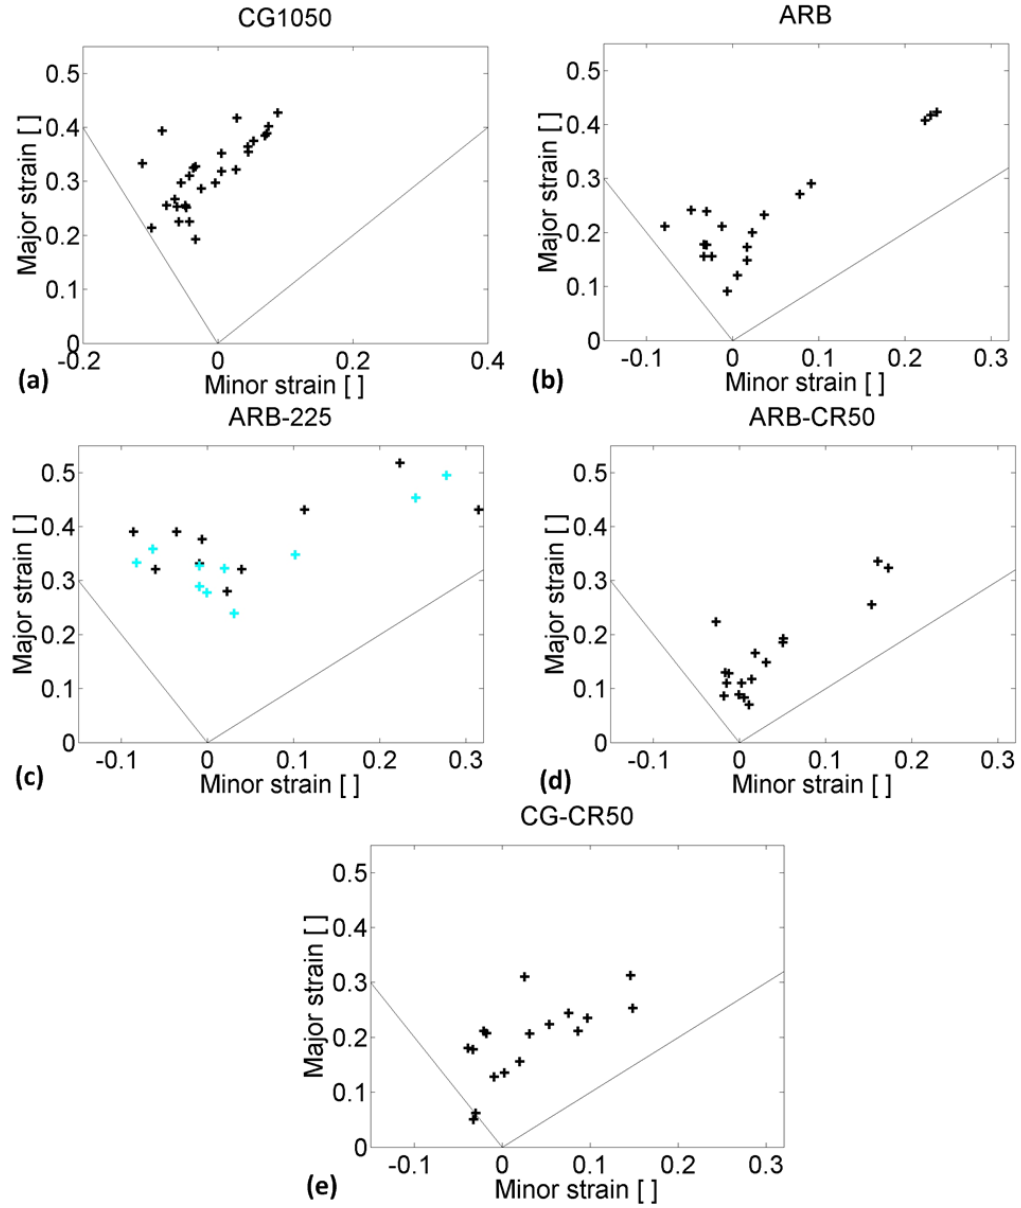 CG1050
Major strain [ ]
0.5
0.4
0.3
0.2
0.1
0
-0.2 0 0.2 0.4
Minor strain [ ]
(a)
ARB
Major strain [ ]
0.5
0.4
0.3
0.2
0.1
0
-0.1 0 0.1 0.2 0.3
Minor strain [ ]
(b)
ARB-225
Major strain [ ]
0.5
0.4
0.3
0.2
0.1
0
-0.1 0 0.1 0.2 0.3
Minor strain [ ]
(c)
ARB-CR50
Major strain [ ]
0.5
0.4
0.3
0.2
0.1
0
-0.1 0 0.1 0.2 0.3
Minor strain [ ]
(d)
CG-CR50
Major strain [ ]
0.5
0.4
0.3
0.2
0.1
0
-0.1 0 0.1 0.2 0.3
Minor strain [ ]
(e)